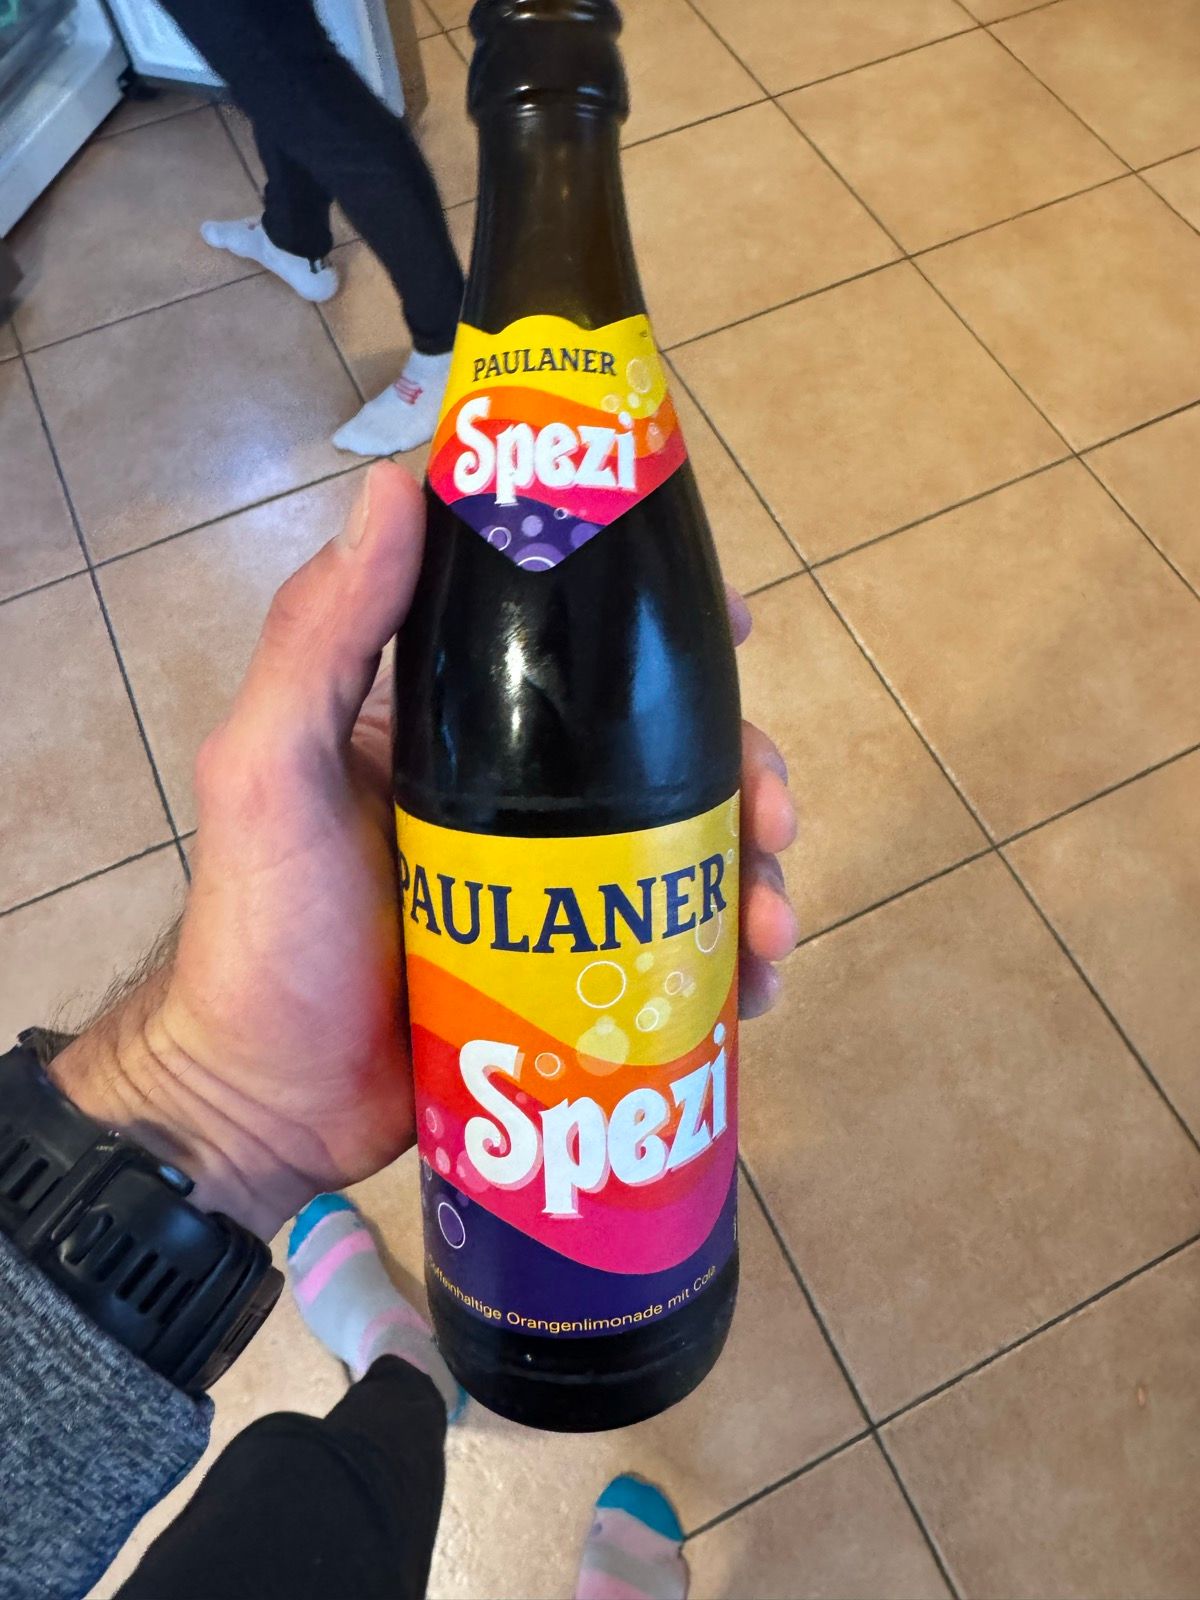 PAULANER
Spezi
PAULANER
Spezi
Orangenlimonade mit Cola